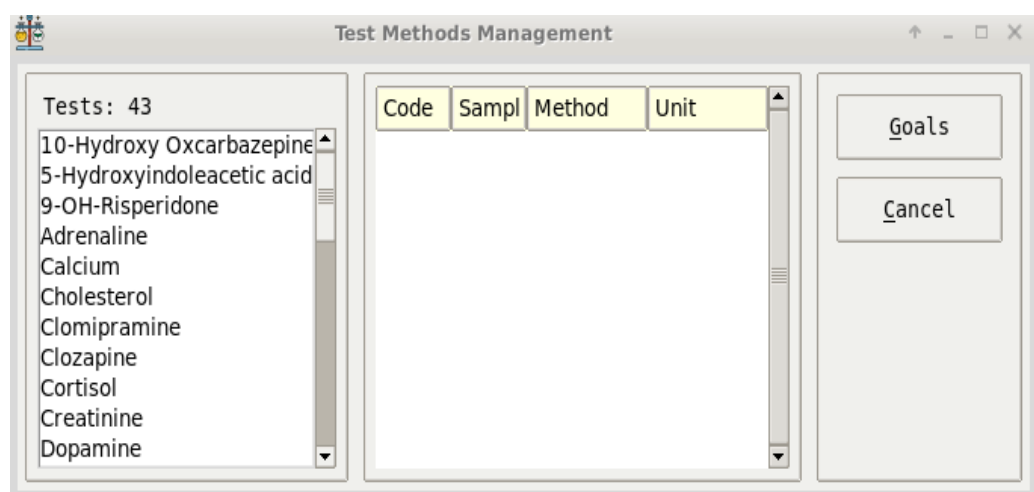 Test Methods Management
Tests: 43
10-Hydroxy Oxcarbazepine
5-Hydroxyindoleacetic acid
9-OH-Risperidone
Adrenaline
Calcium
Cholesterol
Clomipramine
Clozapine
Cortisol
Creatinine
Dopamine
Code Sampl Method Unit
Goals
Cancel